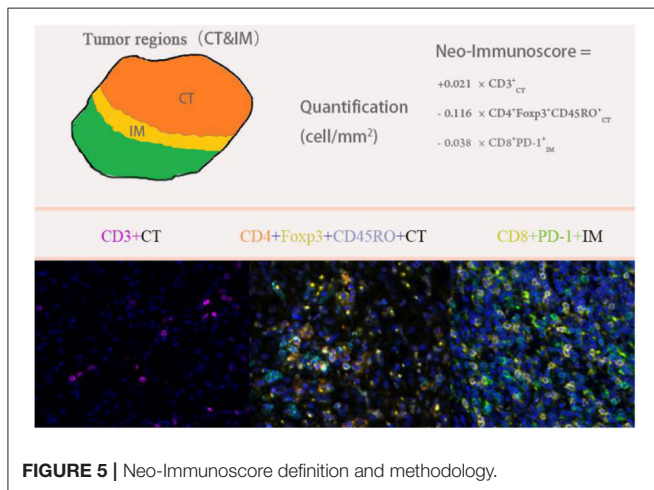 Tumor regions（CT&IM）
CT
IM
Quantification
(cell/mm²)
Neo-Immunoscore =
+0.021 × CD3⁺CT
- 0.116 × CD4⁺Foxp3⁺CD45RO⁺CT
- 0.038 × CD8⁺PD-1⁺IM
CD3+CT
CD4+Foxp3+CD45RO+CT
CD8+PD-1+IM
FIGURE 5 | Neo-Immunoscore definition and methodology.